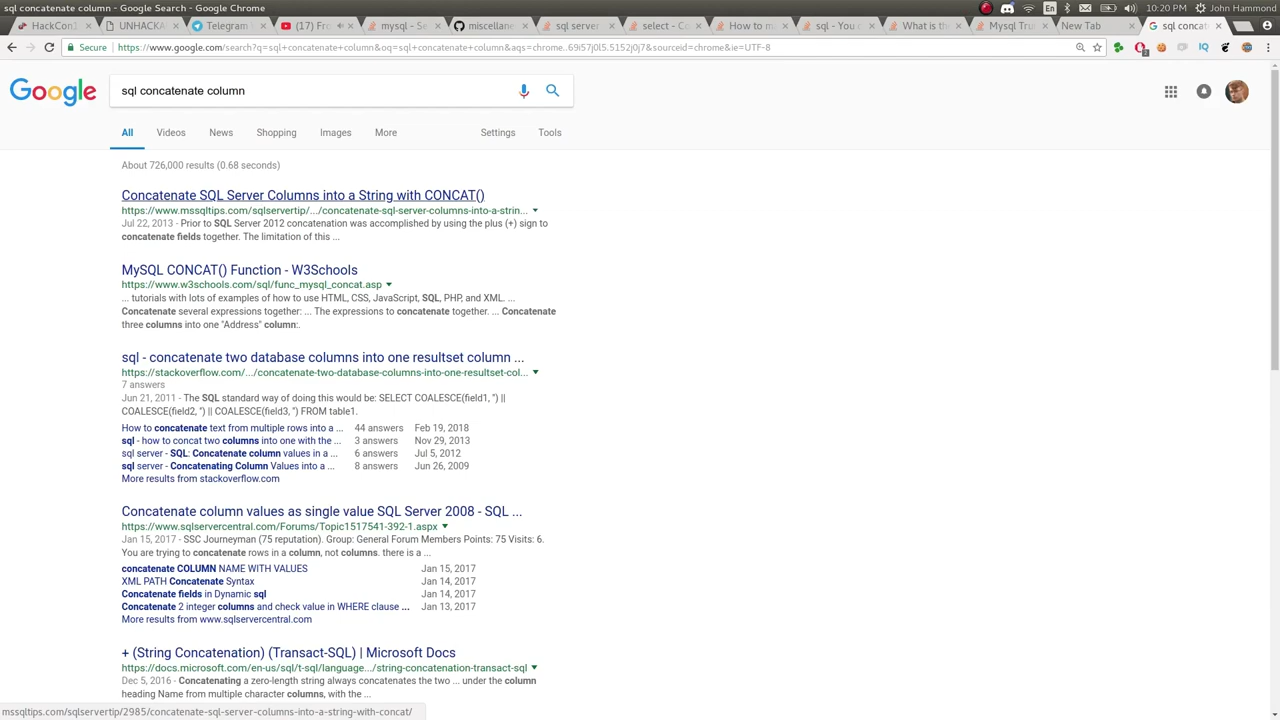 sql concatenate column - Google Search - Google Chrome
En 10:20 PM John Hammond
HackCon1 UNHACKA Telegram (17) Fro mysql - Se miscellane sql server select - Co How to m sql - You c What is the Mysql Trun New Tab sql concat
Secure https://www.google.com/search?q=sql+concatenate+column&oq=sql+concatenate+column&aqs=chrome..69i57j0l5.5152j0j7&sourceid=chrome&ie=UTF-8
Google sql concatenate column
All Videos News Shopping Images More Settings Tools
About 726,000 results (0.68 seconds)
Concatenate SQL Server Columns into a String with CONCAT()
https://www.mssqltips.com/sqlservertip/.../concatenate-sql-server-columns-into-a-strin...
Jul 22, 2013 - Prior to SQL Server 2012 concatenation was accomplished by using the plus (+) sign to
concatenate fields together. The limitation of this ...
MySQL CONCAT() Function - W3Schools
https://www.w3schools.com/sql/func_mysql_concat.asp
... tutorials with lots of examples of how to use HTML, CSS, JavaScript, SQL, PHP, and XML. ...
Concatenate several expressions together: ... The expressions to concatenate together. ... Concatenate
three columns into one "Address" column:.
sql - concatenate two database columns into one resultset column ...
https://stackoverflow.com/.../concatenate-two-database-columns-into-one-resultset-col...
7 answers
Jun 21, 2011 - The SQL standard way of doing this would be: SELECT COALESCE(field1, '') ||
COALESCE(field2, '') || COALESCE(field3, '') FROM table1.
How to concatenate text from multiple rows into a ... 44 answers Feb 19, 2018
sql - how to concat two columns into one with the ... 3 answers Nov 29, 2013
sql server - SQL: Concatenate column values in a ... 6 answers Jul 5, 2012
sql server - Concatenating Column Values into a ... 8 answers Jun 26, 2009
More results from stackoverflow.com
Concatenate column values as single value SQL Server 2008 - SQL ...
https://www.sqlservercentral.com/Forums/Topic1517541-392-1.aspx
Jan 15, 2017 - SSC Journeyman (75 reputation). Group: General Forum Members Points: 75 Visits: 6.
You are trying to concatenate rows in a column, not columns. there is a ...
concatenate COLUMN NAME WITH VALUES Jan 15, 2017
XML PATH Concatenate Syntax Jan 14, 2017
Concatenate fields in Dynamic sql Jan 14, 2017
Concatenate 2 integer columns and check value in WHERE clause ... Jan 13, 2017
More results from www.sqlservercentral.com
+ (String Concatenation) (Transact-SQL) | Microsoft Docs
https://docs.microsoft.com/en-us/sql/t-sql/language.../string-concatenation-transact-sql
Dec 5, 2016 - Concatenating a zero-length string always concatenates the two ... under the column
heading Name from multiple character columns, with the ...
mssqltips.com/sqlservertip/2985/concatenate-sql-server-columns-into-a-string-with-concat/